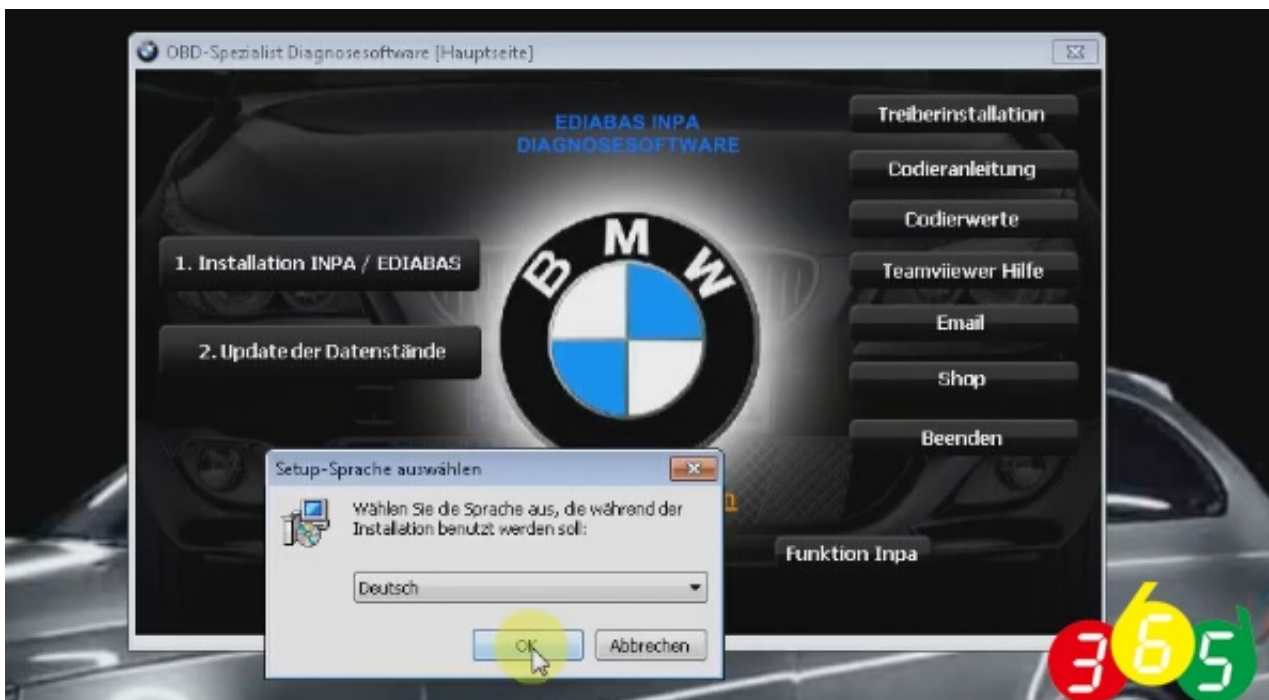 OBD-Spezialist Diagnosesoftware [Hauptseite]
EDIABAS INPA
DIAGNOSESOFTWARE
Treiberinstallation
Codieranleitung
Codierwerte
Teamviiewer Hilfe
Email
Shop
Beenden
1. Installation INPA / EDIABAS
2. Update der Datenstände
BMW
Setup-Sprache auswählen
Wählen Sie die Sprache aus, die während der
Installation benutzt werden soll:
Deutsch
OK
Abbrechen
Funktion Inpa
365